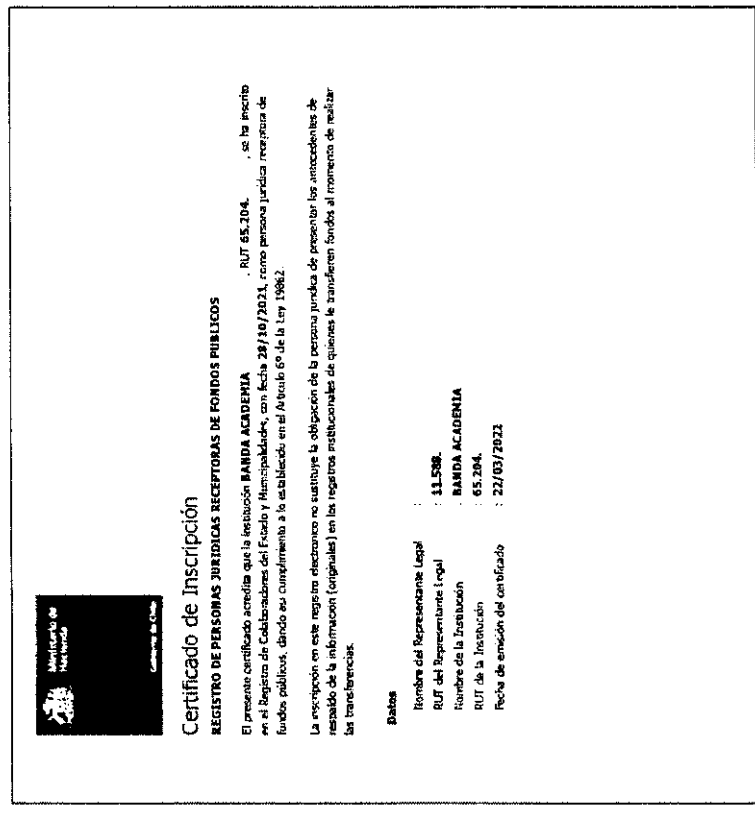 Ministerio de
Hacienda
Gobierno de Chile
Certificado de Inscripción
REGISTRO DE PERSONAS JURIDICAS RECEPTORAS DE FONDOS PUBLICOS
El presente certificado acredita que la institución BANDA ACADEMIA , RUT 65.204. , se ha inscrito
en el Registro de Colaboradores del Estado y Municipalidades, con fecha 28/10/2021, como persona jurídica receptora de
fondos públicos, dando así cumplimiento a lo establecido en el Artículo 6º de la Ley 19862.
La inscripción en este registro electrónico no sustituye la obligación de la persona jurídica de presentar los antecedentes de
respaldo de la información (originales) en los registros institucionales de quienes le transfieren fondos al momento de realizar
las transferencias.
Datos
Nombre del Representante Legal :
RUT del Representante Legal : 11.588.
Nombre de la Institución : BANDA ACADEMIA
RUT de la Institución : 65.204.
Fecha de emisión del certificado : 22/03/2022